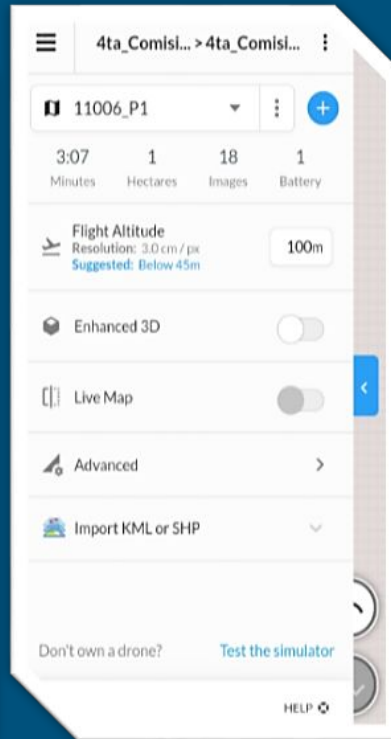 4ta_Comisi... > 4ta_Comisi...
11006_P1
3:07 1 18 1
Minutes Hectares Images Battery
Flight Altitude
Resolution: 3.0 cm / px
Suggested: Below 45m
100m
Enhanced 3D
Live Map
Advanced
Import KML or SHP
Don't own a drone? Test the simulator
HELP